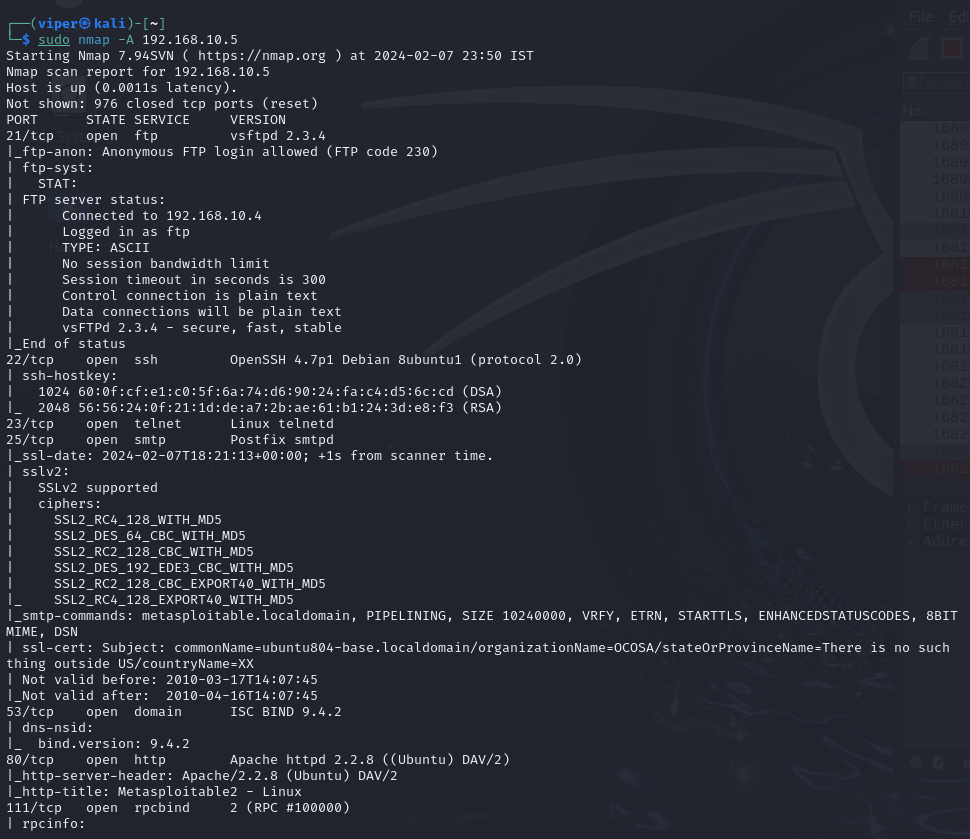 ┌──(viper㉿kali)-[~]
└─$ sudo nmap -A 192.168.10.5
Starting Nmap 7.94SVN ( https://nmap.org ) at 2024-02-07 23:50 IST
Nmap scan report for 192.168.10.5
Host is up (0.0011s latency).
Not shown: 976 closed tcp ports (reset)
PORT      STATE SERVICE     VERSION
21/tcp    open  ftp         vsftpd 2.3.4
|_ftp-anon: Anonymous FTP login allowed (FTP code 230)
| ftp-syst:
|   STAT:
| FTP server status:
|      Connected to 192.168.10.4
|      Logged in as ftp
|      TYPE: ASCII
|      No session bandwidth limit
|      Session timeout in seconds is 300
|      Control connection is plain text
|      Data connections will be plain text
|      vsFTPd 2.3.4 - secure, fast, stable
|_End of status
22/tcp    open  ssh         OpenSSH 4.7p1 Debian 8ubuntu1 (protocol 2.0)
| ssh-hostkey:
|   1024 60:0f:cf:e1:c0:5f:6a:74:d6:90:24:fa:c4:d5:6c:cd (DSA)
|_  2048 56:56:24:0f:21:1d:de:a7:2b:ae:61:b1:24:3d:e8:f3 (RSA)
23/tcp    open  telnet      Linux telnetd
25/tcp    open  smtp        Postfix smtpd
|_ssl-date: 2024-02-07T18:21:13+00:00; +1s from scanner time.
| sslv2:
|   SSLv2 supported
|   ciphers:
|     SSL2_RC4_128_WITH_MD5
|     SSL2_DES_64_CBC_WITH_MD5
|     SSL2_RC2_128_CBC_WITH_MD5
|     SSL2_DES_192_EDE3_CBC_WITH_MD5
|     SSL2_RC2_128_CBC_EXPORT40_WITH_MD5
|_    SSL2_RC4_128_EXPORT40_WITH_MD5
|_smtp-commands: metasploitable.localdomain, PIPELINING, SIZE 10240000, VRFY, ETRN, STARTTLS, ENHANCEDSTATUSCODES, 8BIT
MIME, DSN
| ssl-cert: Subject: commonName=ubuntu804-base.localdomain/organizationName=OCOSA/stateOrProvinceName=There is no such
thing outside US/countryName=XX
| Not valid before: 2010-03-17T14:07:45
|_Not valid after:  2010-04-16T14:07:45
53/tcp    open  domain      ISC BIND 9.4.2
| dns-nsid:
|_  bind.version: 9.4.2
80/tcp    open  http        Apache httpd 2.2.8 ((Ubuntu) DAV/2)
|_http-server-header: Apache/2.2.8 (Ubuntu) DAV/2
|_http-title: Metasploitable2 - Linux
111/tcp   open  rpcbind     2 (RPC #100000)
| rpcinfo:
File
No.